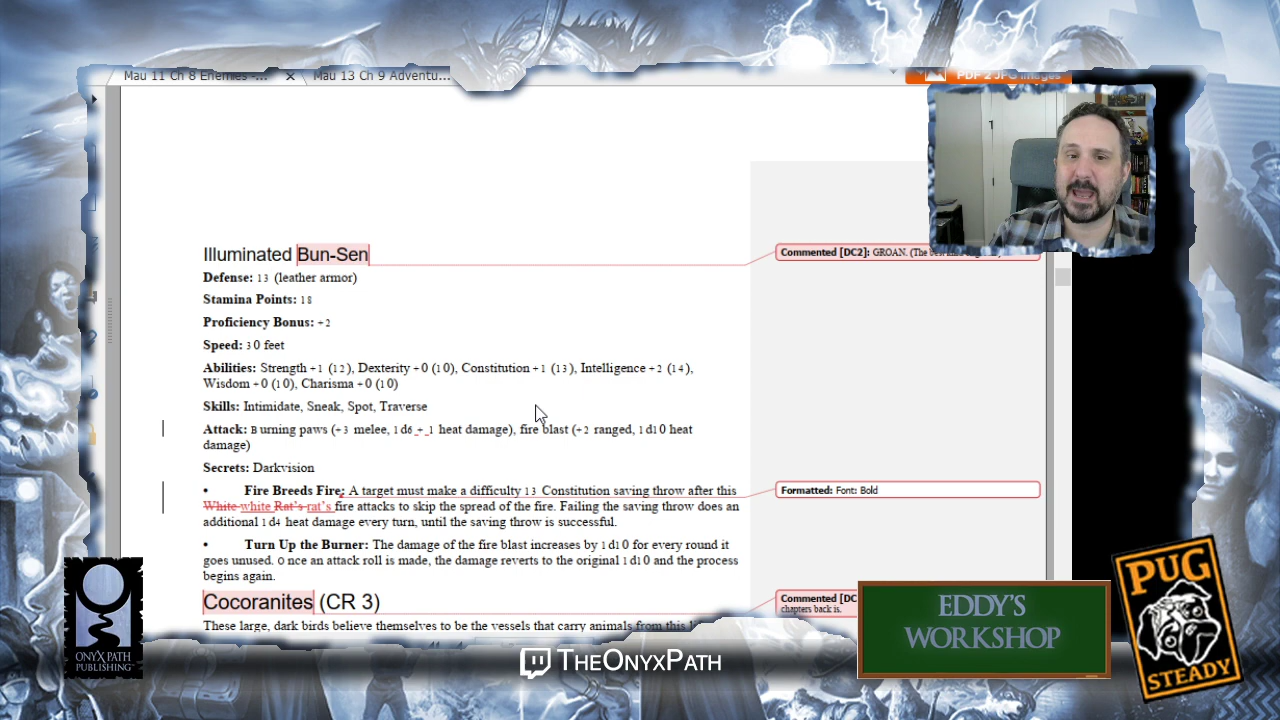 Mau 11 Ch 8 Enemies -...
Mau 13 Ch 9 Adventu...
PDF 2 JPG Images
Illuminated Bun-Sen
Commented [DC2]: GROAN. (The
Defense: 13 (leather armor)
Stamina Points: 18
Proficiency Bonus: +2
Speed: 30 feet
Abilities: Strength +1 (12), Dexterity +0 (10), Constitution +1 (13), Intelligence +2 (14),
Wisdom +0 (10), Charisma +0 (10)
Skills: Intimidate, Sneak, Spot, Traverse
Attack: Burning paws (+3 melee, 1d6 + 1 heat damage), fire blast (+2 ranged, 1d10 heat
damage)
Secrets: Darkvision
• Fire Breeds Fire: A target must make a difficulty 13 Constitution saving throw after this
Formatted: Font: Bold
White white Rat's rat's fire attacks to skip the spread of the fire. Failing the saving throw does an
additional 1d4 heat damage every turn, until the saving throw is successful.
• Turn Up the Burner: The damage of the fire blast increases by 1d10 for every round it
goes unused. Once an attack roll is made, the damage reverts to the original 1d10 and the process
begins again.
Cocoranites (CR 3)
Commented [DC
chapters back is.
These large, dark birds believe themselves to be the vessels that carry animals from this
ONYX PATH
PUBLISHING™
THEONYXPATH
EDDY'S
WORKSHOP
PUG
STEADY